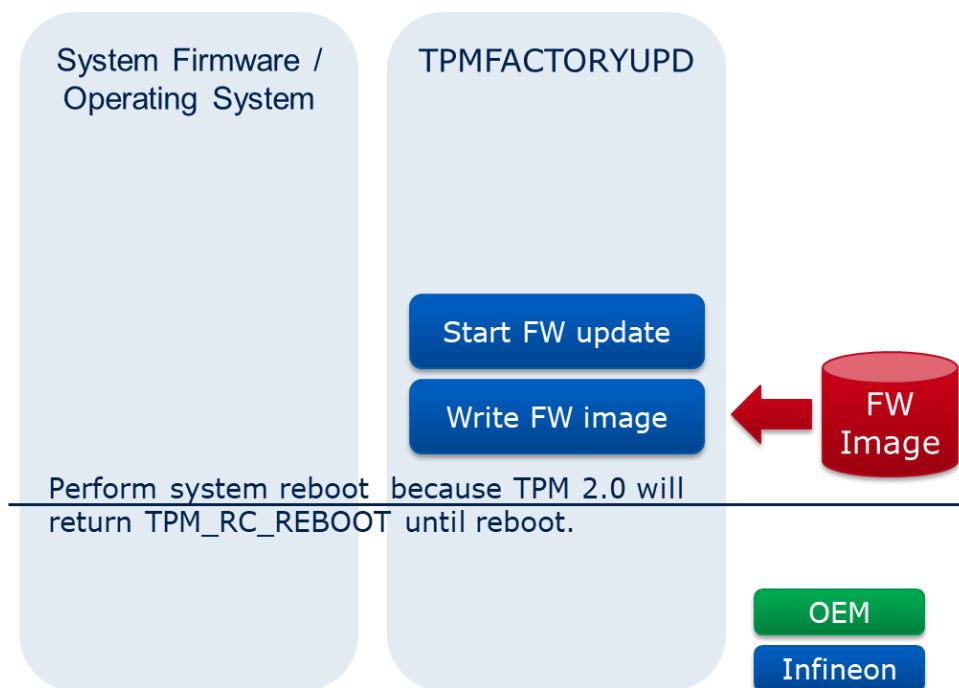 System Firmware /
Operating System
TPMFACTORYUPD
Start FW update
Write FW image
FW
Image
Perform system reboot because TPM 2.0 will
return TPM_RC_REBOOT until reboot.
OEM
Infineon